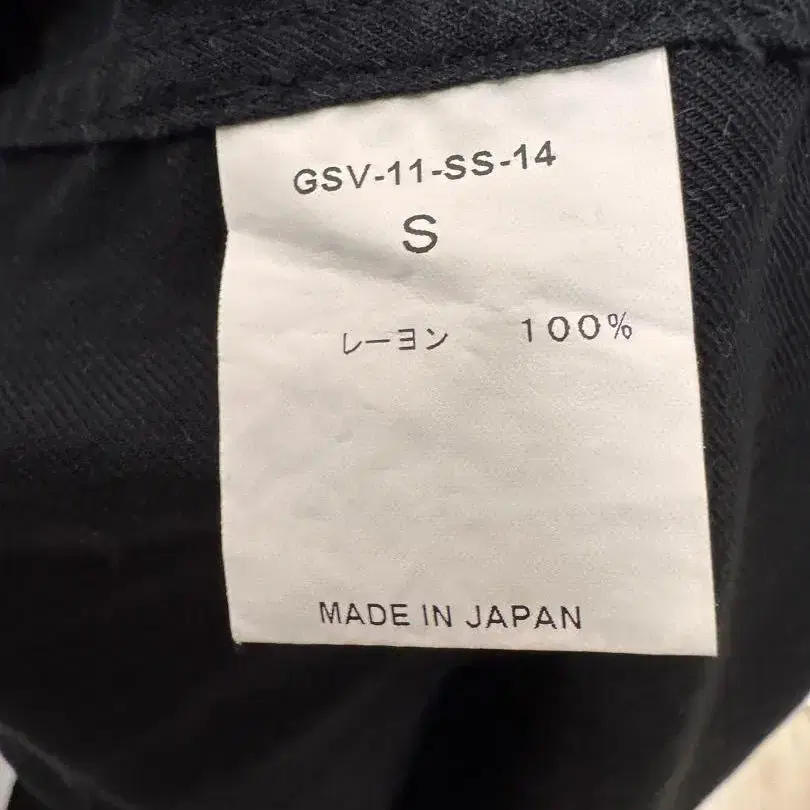 GSV-11-SS-14
S
レーヨン 100%
MADE IN JAPAN